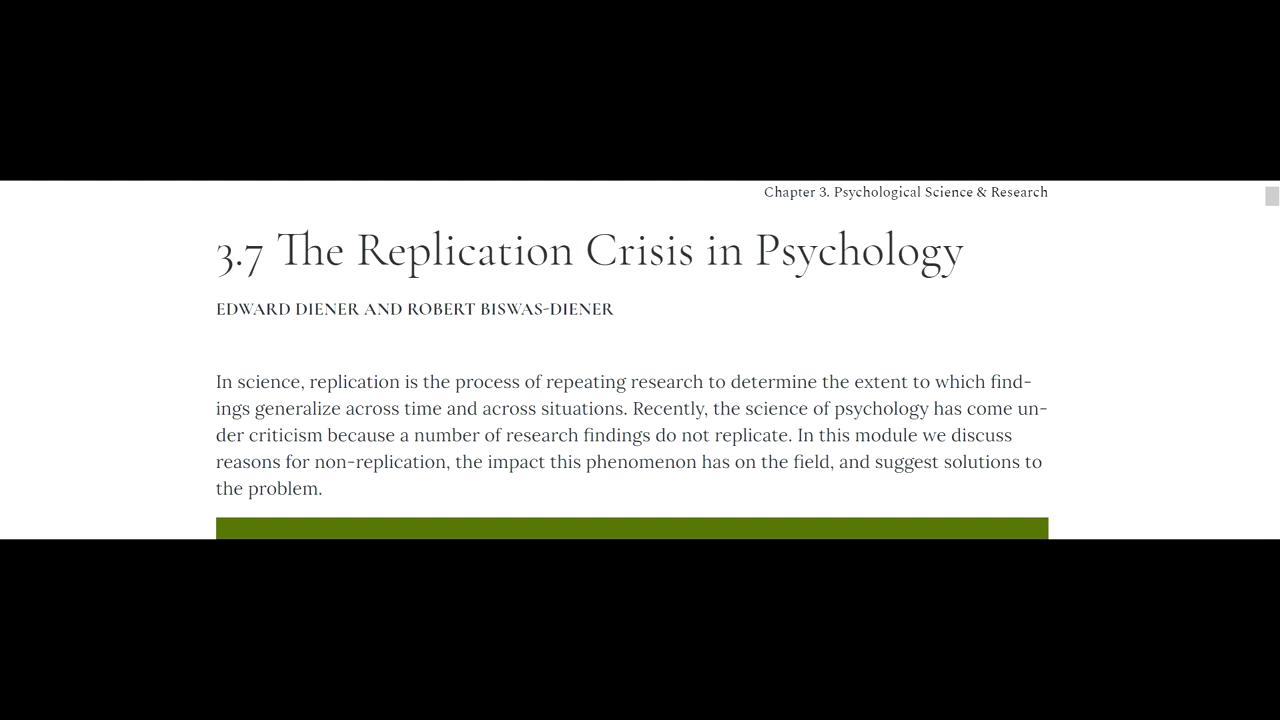 Chapter 3. Psychological Science & Research
3.7 The Replication Crisis in Psychology
EDWARD DIENER AND ROBERT BISWAS-DIENER
In science, replication is the process of repeating research to determine the extent to which find-
ings generalize across time and across situations. Recently, the science of psychology has come un-
der criticism because a number of research findings do not replicate. In this module we discuss
reasons for non-replication, the impact this phenomenon has on the field, and suggest solutions to
the problem.